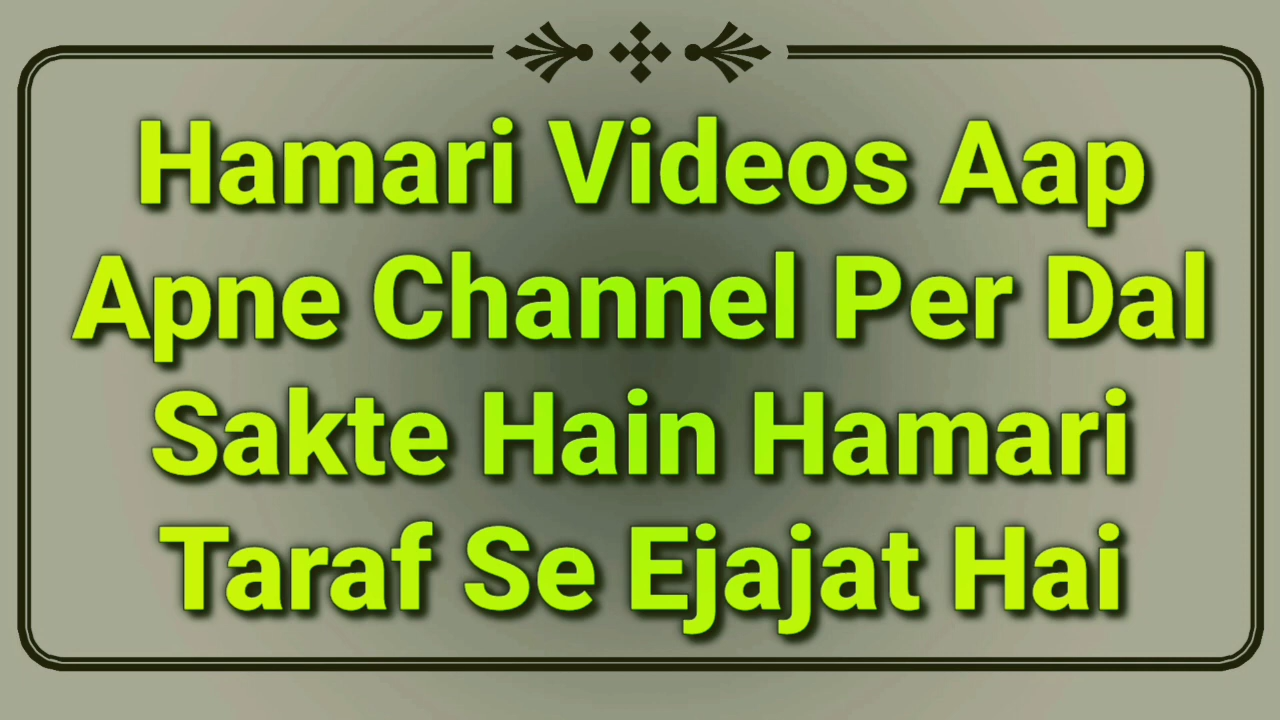 Hamari Videos Aap
Apne Channel Per Dal
Sakte Hain Hamari
Taraf Se Ejajat Hai